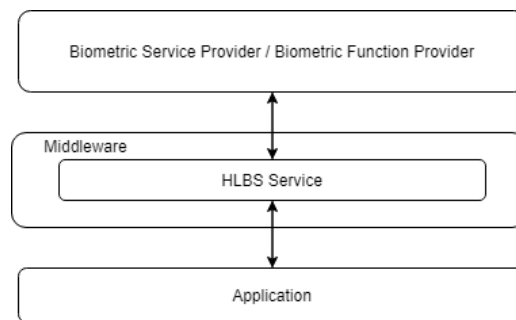 Biometric Service Provider / Biometric Function Provider
Middleware
HLBS Service
Application